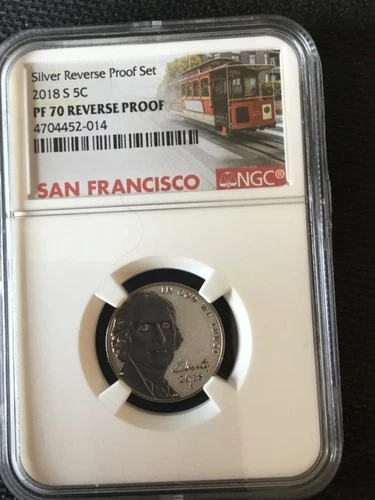 Silver Reverse Proof Set
2018 S 5C
PF 70 REVERSE PROOF
4704452-014
SAN FRANCISCO NGC®
IN GOD WE TRUST
Liberty
2018
S